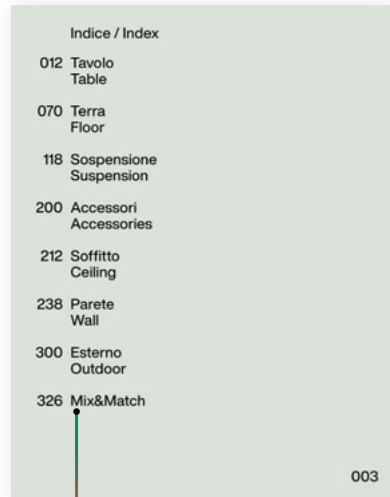 Indice / Index
012 Tavolo
Table
070 Terra
Floor
118 Sospensione
Suspension
200 Accessori
Accessories
212 Soffitto
Ceiling
238 Parete
Wall
300 Esterno
Outdoor
326 Mix&Match
003